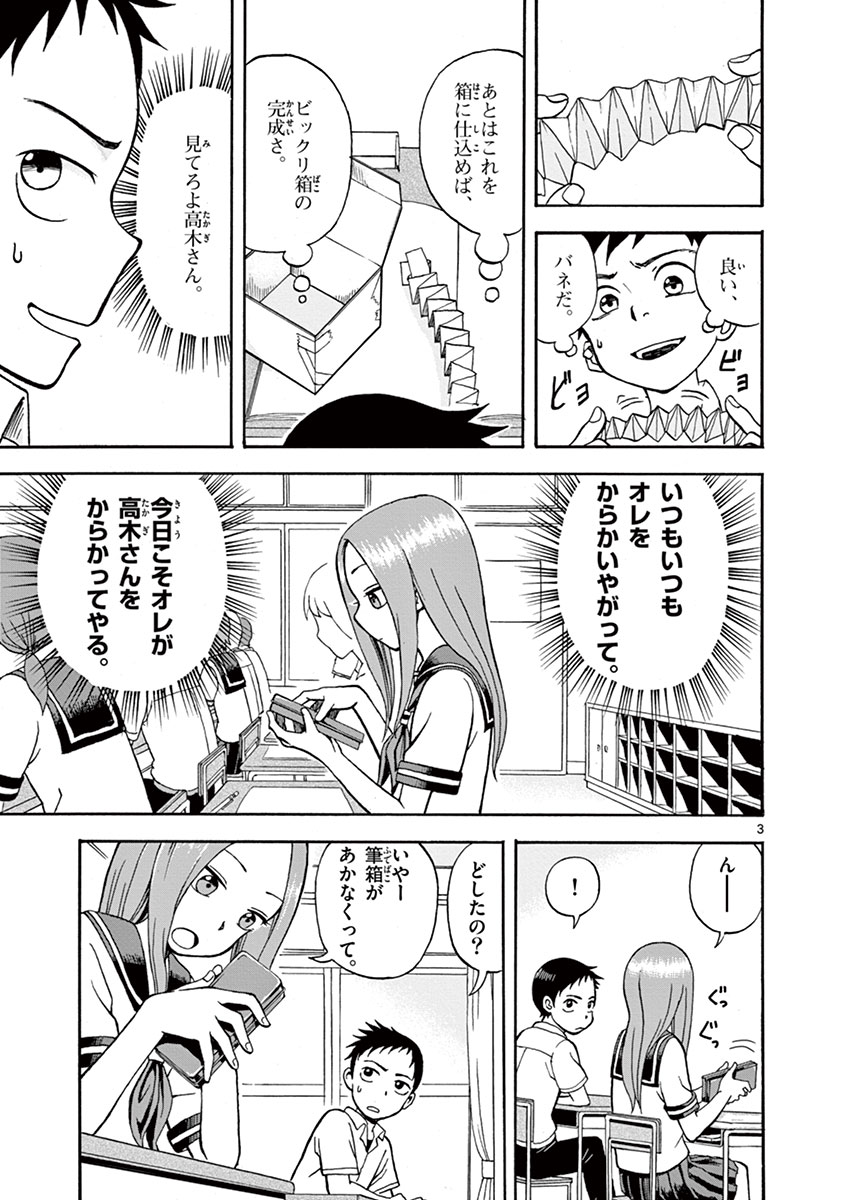 良い、
バネだ。
ビョ
ビョ
あとはこれを
箱に仕込めば、
ビックリ箱の
完成さ。
見てろよ高木さん。
いつもいつも
オレを
からかいやがって。
今日こそオレが
高木さんを
からかってやる。
3
んー
ぐっ
ぐっ
！
どしたの？
いやー
筆箱が
あかなくって。